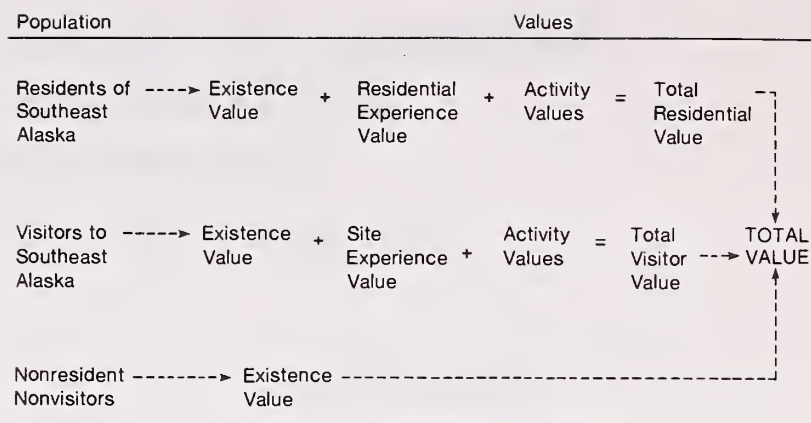 Population Values
Residents of Existence Residential Activity Total
Southeast Value + Experience + Values = Residential
Alaska Value Value
Visitors to Existence Site Activity Total TOTAL
Southeast Value + Experience + Values = Visitor VALUE
Alaska Value Value
Nonresident Existence
Nonvisitors Value